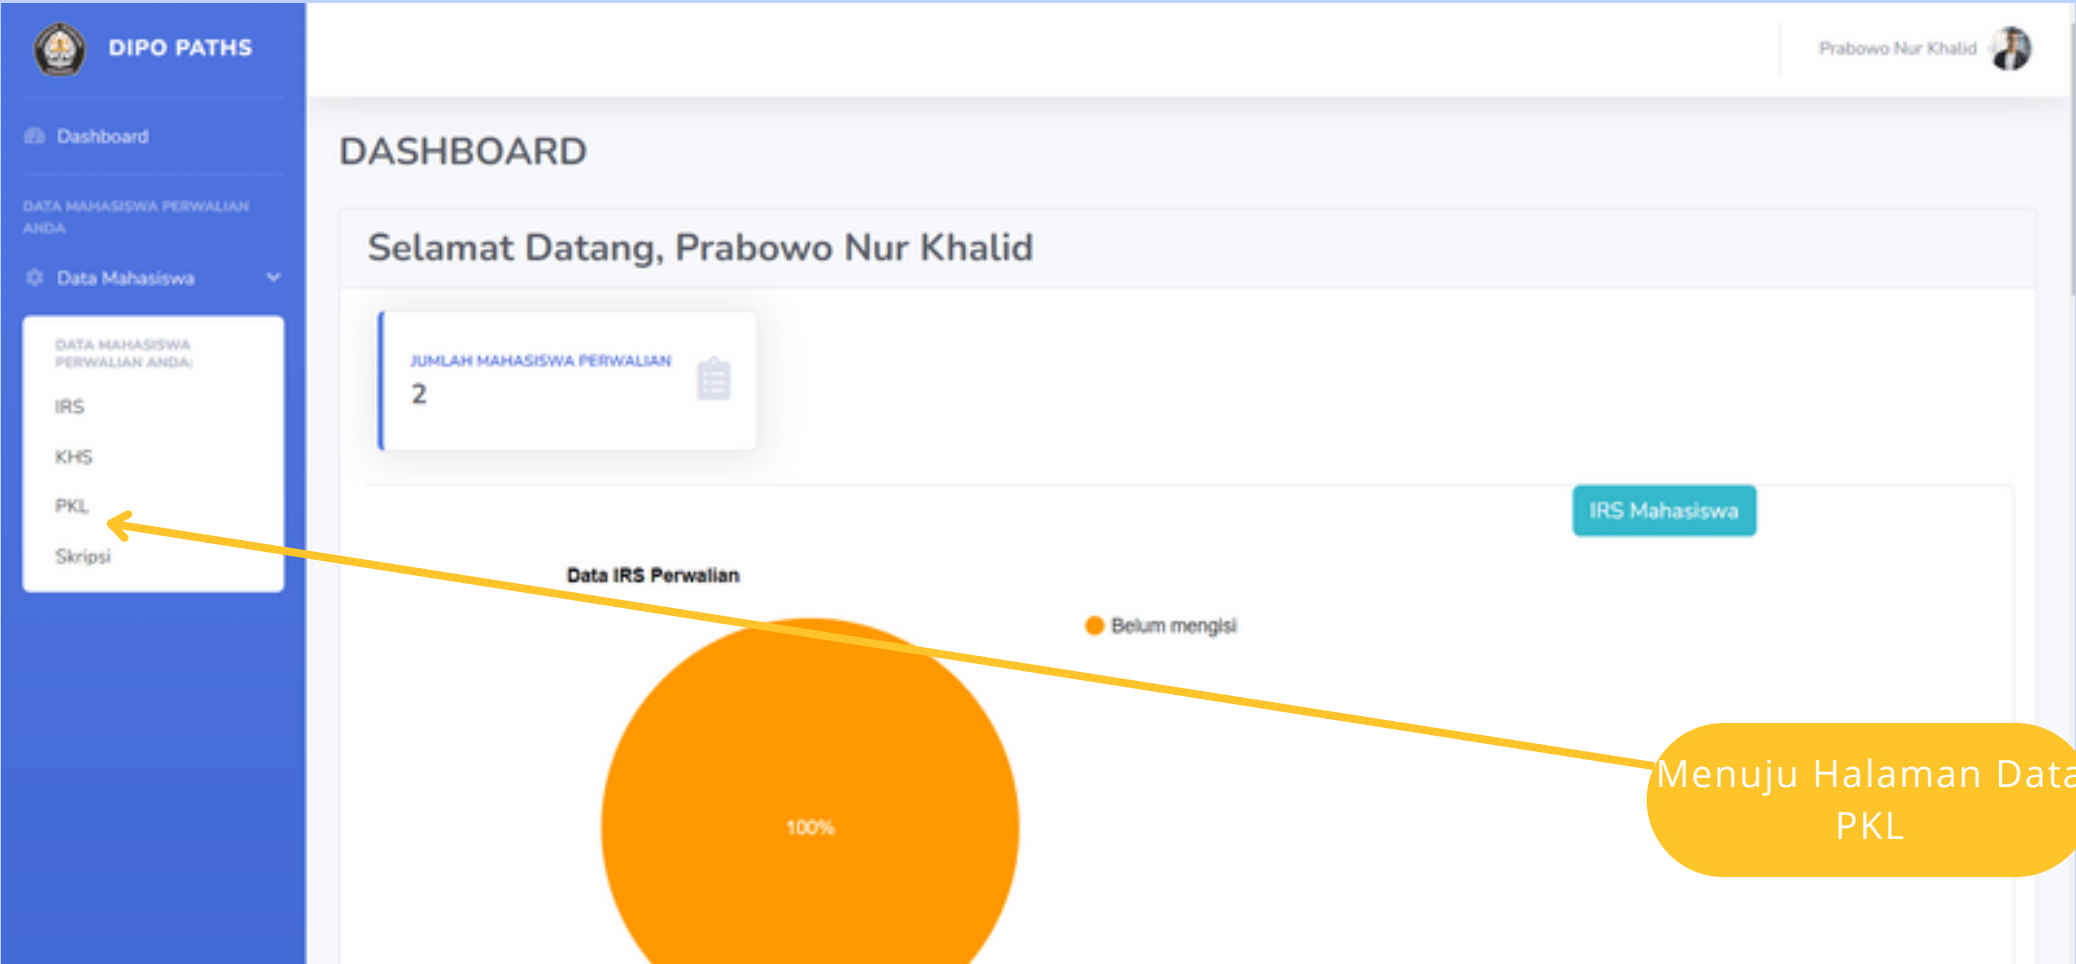 DIPO PATHS
Prabowo Nur Khalid
Dashboard
DATA MAHASISWA PERWALIAN
ANDA
Data Mahasiswa
DATA MAHASISWA
PERWALIAN ANDA:
IRS
KHS
PKL
Skripsi
DASHBOARD
Selamat Datang, Prabowo Nur Khalid
JUMLAH MAHASISWA PERWALIAN
2
IRS Mahasiswa
Data IRS Perwalian
Belum mengisi
100%
Menuju Halaman Data
PKL